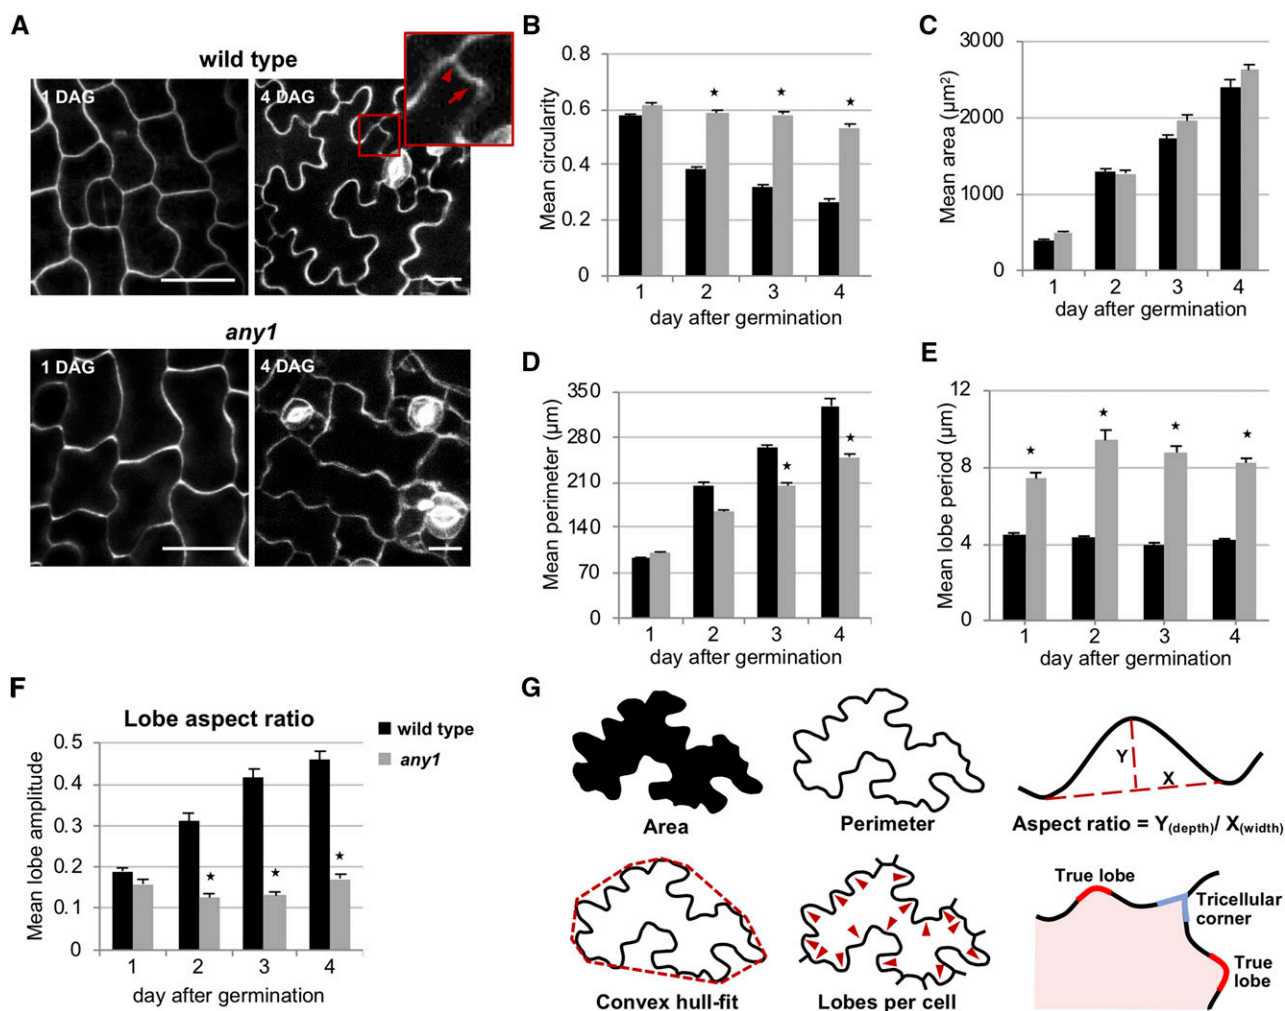 A
wild type
1 DAG
4 DAG
any1
1 DAG
4 DAG
B
Mean circularity
0.8
0.6
0.4
0.2
0
1 2 3 4
day after germination
C
Mean area (µm²)
3000
2000
1000
0
1 2 3 4
day after germination
D
Mean perimeter (µm)
350
280
210
140
70
0
1 2 3 4
day after germination
E
Mean lobe period (µm)
12
8
4
0
1 2 3 4
day after germination
F
Lobe aspect ratio
Mean lobe amplitude
0.5
0.4
0.3
0.2
0.1
0
1 2 3 4
day after germination
wild type
any1
G
Area
Perimeter
Y
X
Aspect ratio = Y(depth)/ X(width)
Convex hull-fit
Lobes per cell
True lobe
Tricellular
corner
True
lobe